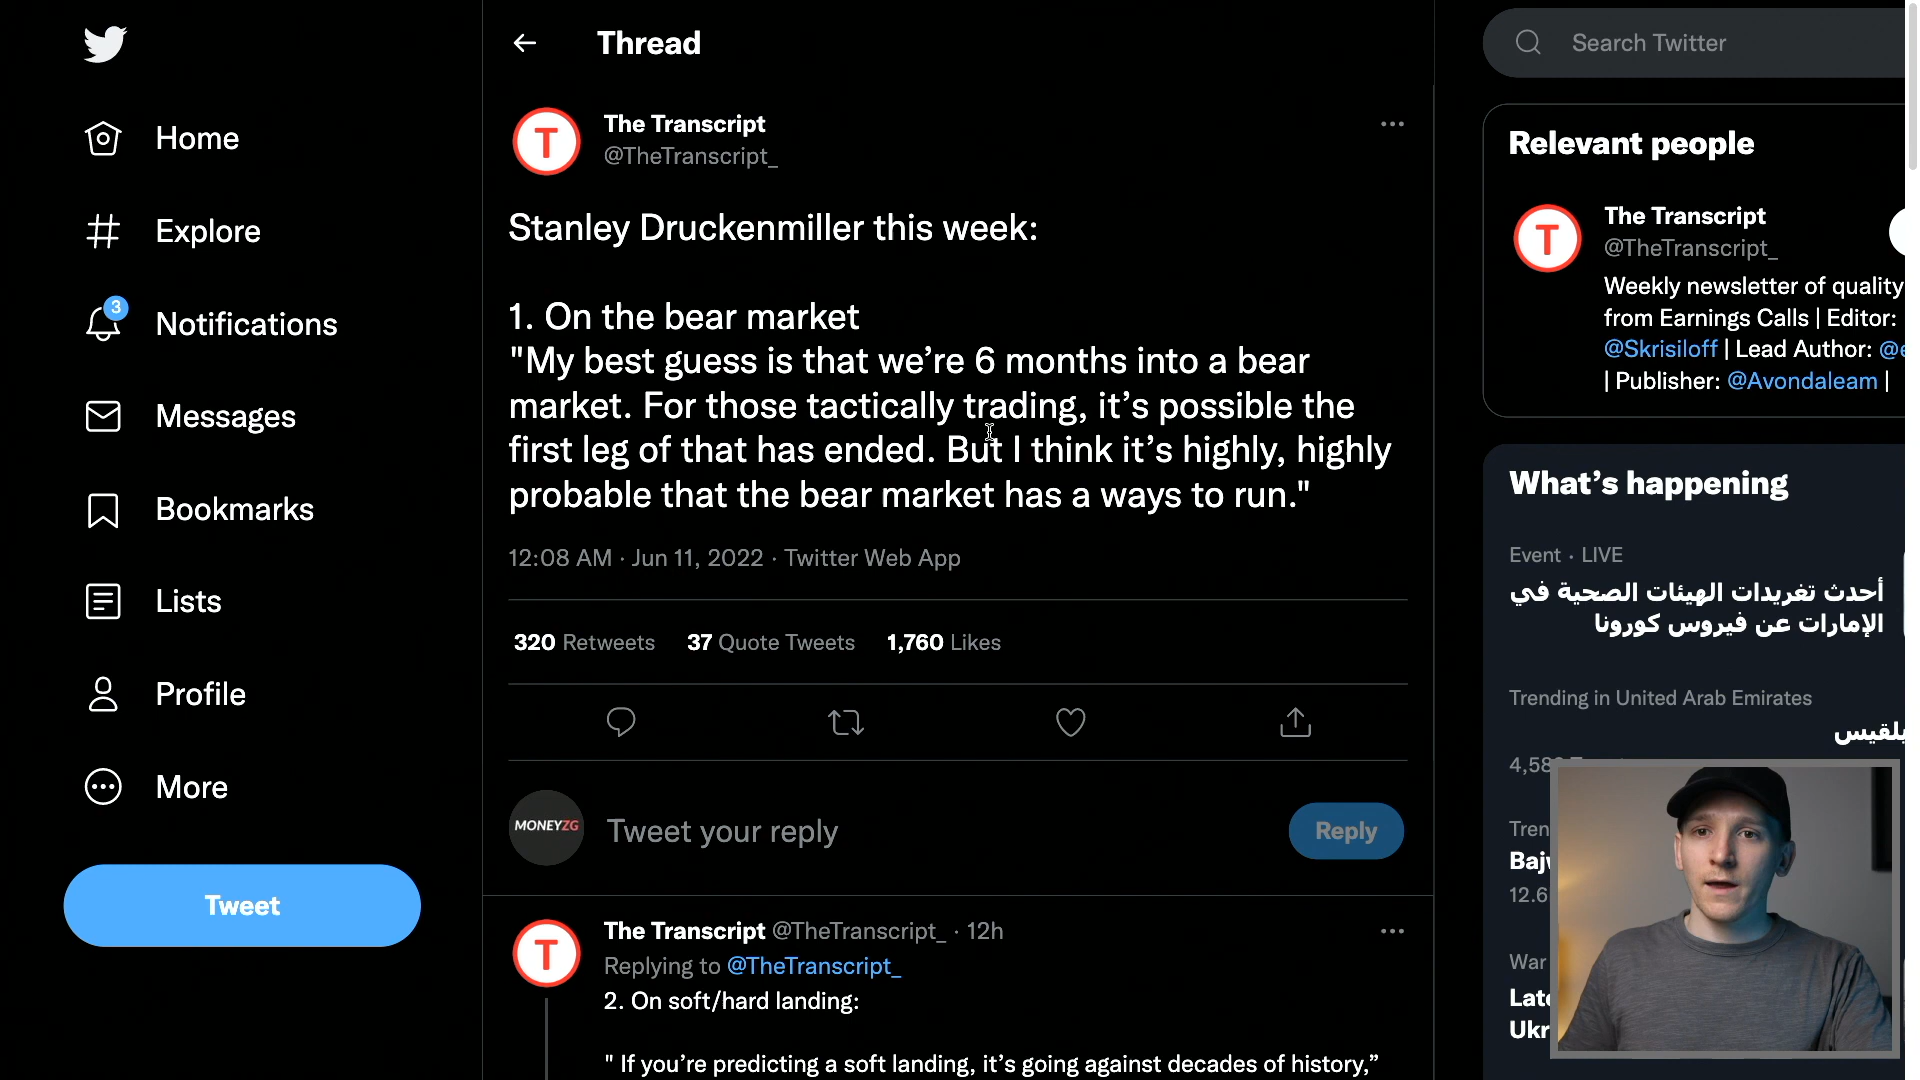 Home
Explore
3
Notifications
Messages
Bookmarks
Lists
Profile
More
Tweet
Thread
T
The Transcript
@TheTranscript_
Stanley Druckenmiller this week:
1. On the bear market
"My best guess is that we’re 6 months into a bear
market. For those tactically trading, it’s possible the
first leg of that has ended. But I think it’s highly, highly
probable that the bear market has a ways to run."
12:08 AM · Jun 11, 2022 · Twitter Web App
320 Retweets 37 Quote Tweets 1,760 Likes
MONEYZG
Tweet your reply
Reply
T
The Transcript @TheTranscript_ · 12h
Replying to @TheTranscript_
2. On soft/hard landing:
" If you’re predicting a soft landing, it’s going against decades of history,”
Search Twitter
Relevant people
T
The Transcript
@TheTranscript_
Weekly newsletter of quality
from Earnings Calls | Editor:
@Skrisiloff | Lead Author:
| Publisher: @Avondaleam |
What’s happening
Event · LIVE
أحدث تغريدات الهيئات الصحية في
الإمارات عن فيروس كورونا
Trending in United Arab Emirates
War